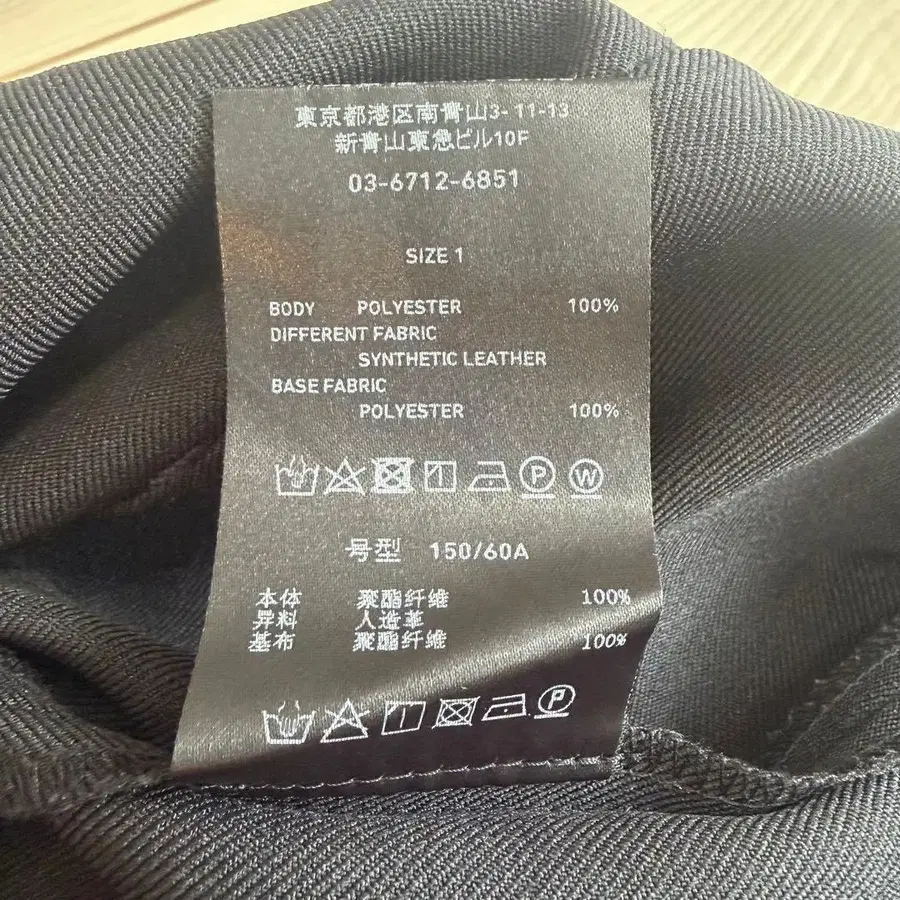 東京都港区南青山3-11-13
新青山東急ビル10F
03-6712-6851
SIZE 1
BODY POLYESTER 100%
DIFFERENT FABRIC
SYNTHETIC LEATHER
BASE FABRIC
POLYESTER 100%
P W
号型 150/60A
本体 聚酯纤维 100%
异料 人造革
基布 聚酯纤维 100%
P